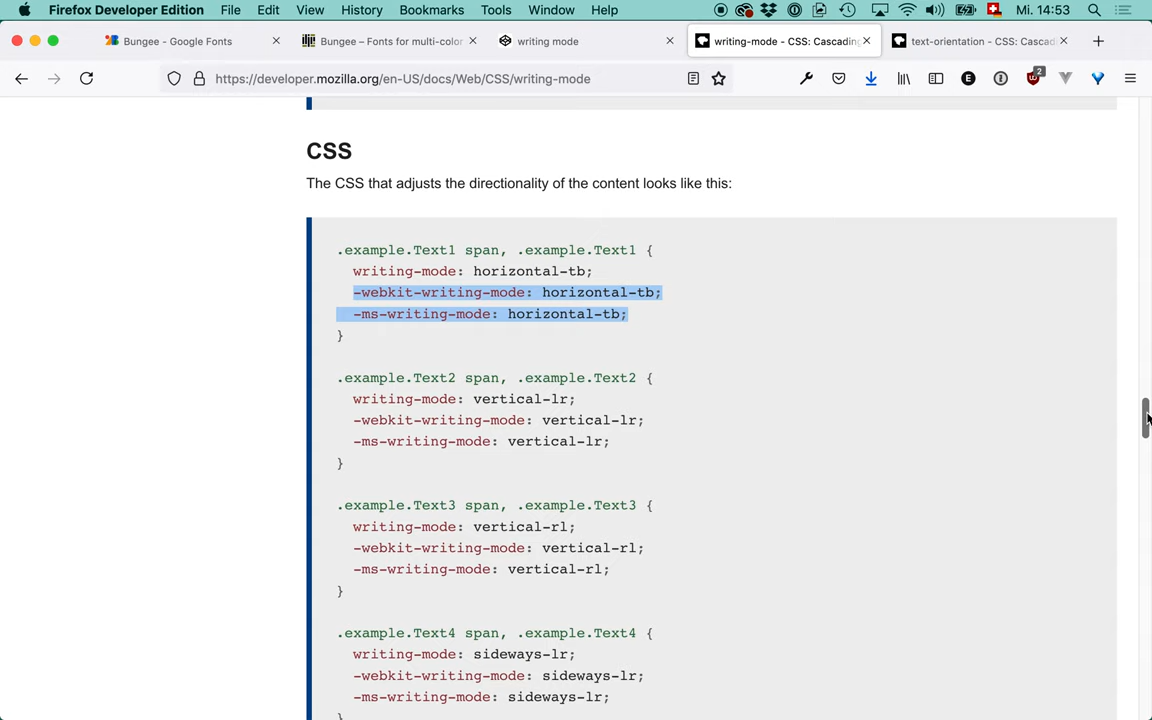 Firefox Developer Edition File Edit View History Bookmarks Tools Window Help Mi. 14:53
Bungee - Google Fonts Bungee – Fonts for multi-color writing mode writing-mode - CSS: Cascading text-orientation - CSS: Cascadi
https://developer.mozilla.org/en-US/docs/Web/CSS/writing-mode E 2
CSS
The CSS that adjusts the directionality of the content looks like this:
.example.Text1 span, .example.Text1 {
writing-mode: horizontal-tb;
-webkit-writing-mode: horizontal-tb;
-ms-writing-mode: horizontal-tb;
}
.example.Text2 span, .example.Text2 {
writing-mode: vertical-lr;
-webkit-writing-mode: vertical-lr;
-ms-writing-mode: vertical-lr;
}
.example.Text3 span, .example.Text3 {
writing-mode: vertical-rl;
-webkit-writing-mode: vertical-rl;
-ms-writing-mode: vertical-rl;
}
.example.Text4 span, .example.Text4 {
writing-mode: sideways-lr;
-webkit-writing-mode: sideways-lr;
-ms-writing-mode: sideways-lr;
}